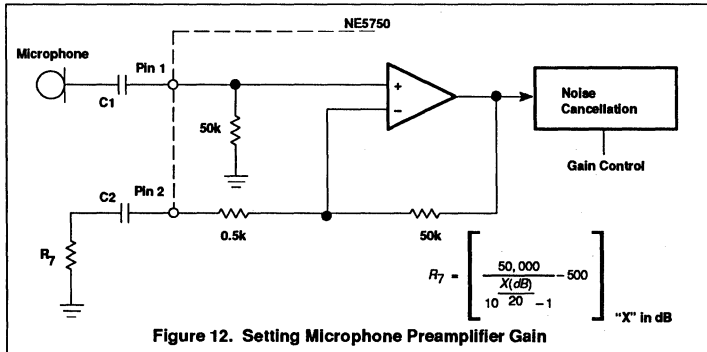 NE5750
Microphone
Pin 1
C1
+
−
50k
Noise
Cancellation
Gain Control
C2
Pin 2
0.5k
50k
R7
R7 = [ 50,000 / (10^(X(dB)/20) −1) −500 ] "X" in dB
Figure 12. Setting Microphone Preamplifier Gain